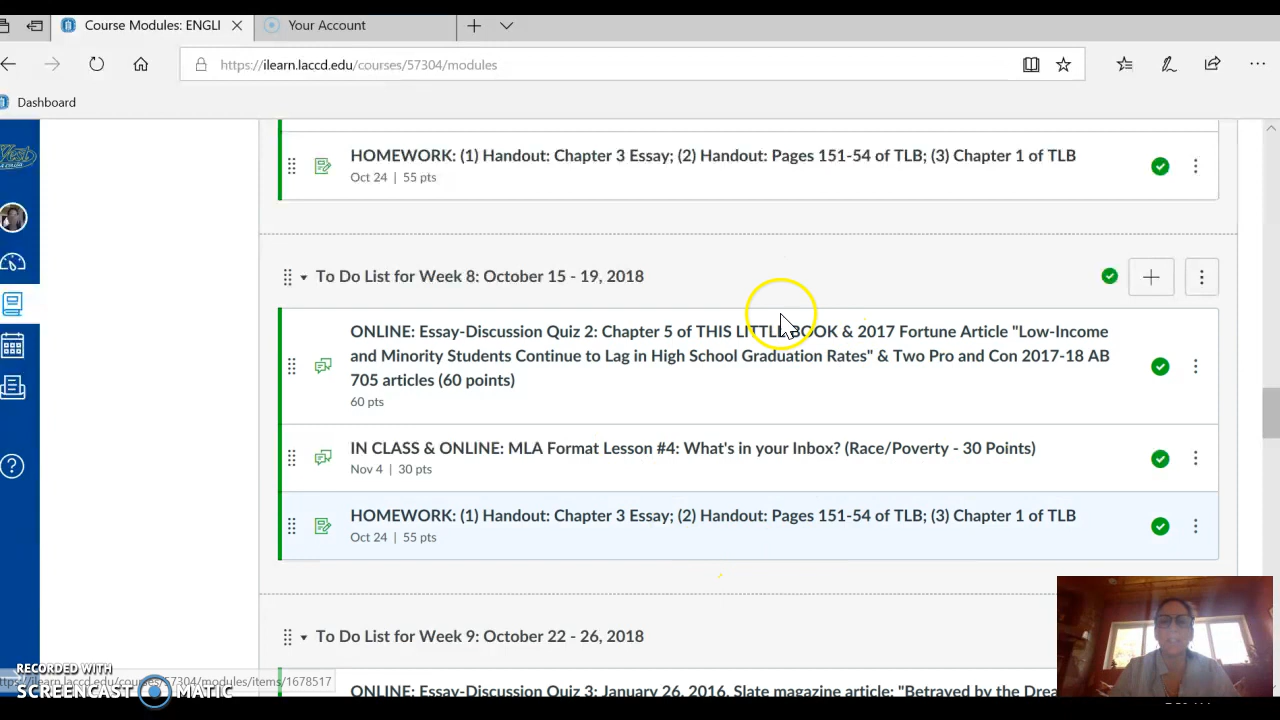 Course Modules: ENGLI
Your Account
https://ilearn.laccd.edu/courses/57304/modules
Dashboard
West
HOMEWORK: (1) Handout: Chapter 3 Essay; (2) Handout: Pages 151-54 of TLB; (3) Chapter 1 of TLB
Oct 24 | 55 pts
To Do List for Week 8: October 15 - 19, 2018
ONLINE: Essay-Discussion Quiz 2: Chapter 5 of THIS LITTLE BOOK & 2017 Fortune Article "Low-Income
and Minority Students Continue to Lag in High School Graduation Rates" & Two Pro and Con 2017-18 AB
705 articles (60 points)
60 pts
IN CLASS & ONLINE: MLA Format Lesson #4: What's in your Inbox? (Race/Poverty - 30 Points)
Nov 4 | 30 pts
HOMEWORK: (1) Handout: Chapter 3 Essay; (2) Handout: Pages 151-54 of TLB; (3) Chapter 1 of TLB
Oct 24 | 55 pts
To Do List for Week 9: October 22 - 26, 2018
ONLINE: Essay-Discussion Quiz 3: January 26, 2016, Slate magazine article: "Betrayed by the Dre
https://ilearn.laccd.edu/courses/57304/modules/items/1678517
RECORDED WITH
SCREENCAST MATIC